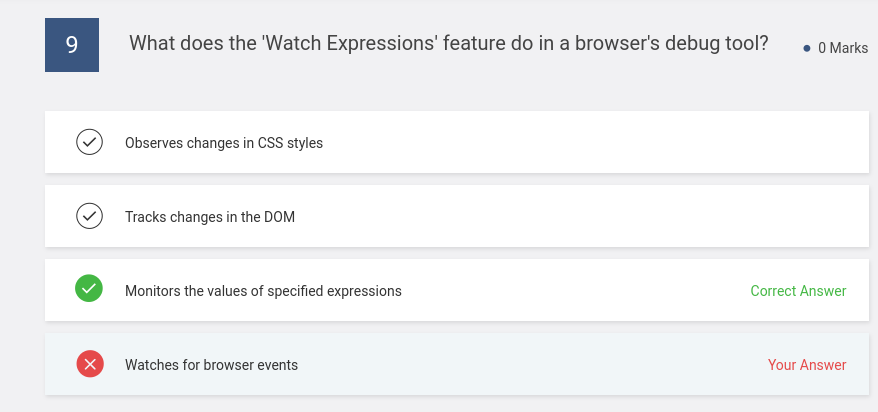 9
What does the 'Watch Expressions' feature do in a browser's debug tool?
0 Marks
Observes changes in CSS styles
Tracks changes in the DOM
Monitors the values of specified expressions Correct Answer
Watches for browser events Your Answer